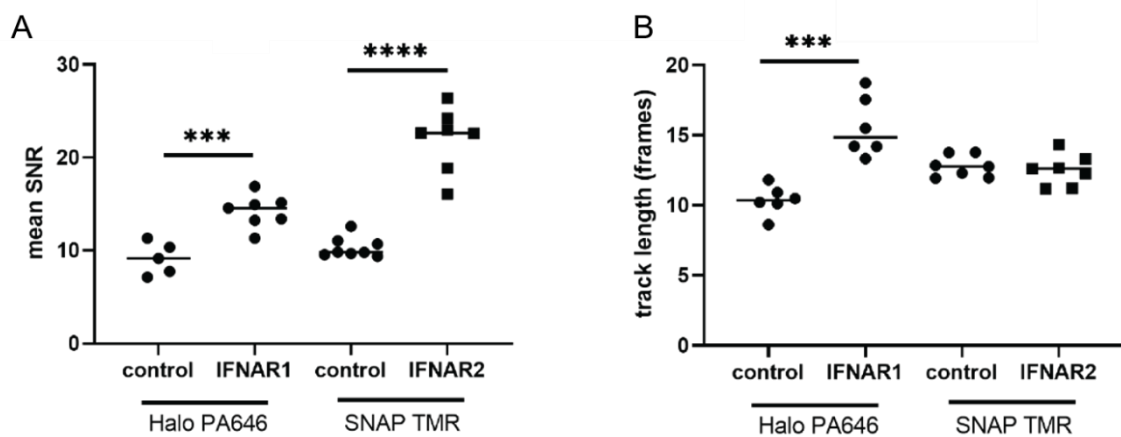 A
mean SNR
30
20
10
0
***
****
control IFNAR1 control IFNAR2
Halo PA646 SNAP TMR
B
track length (frames)
20
15
10
5
0
***
control IFNAR1 control IFNAR2
Halo PA646 SNAP TMR